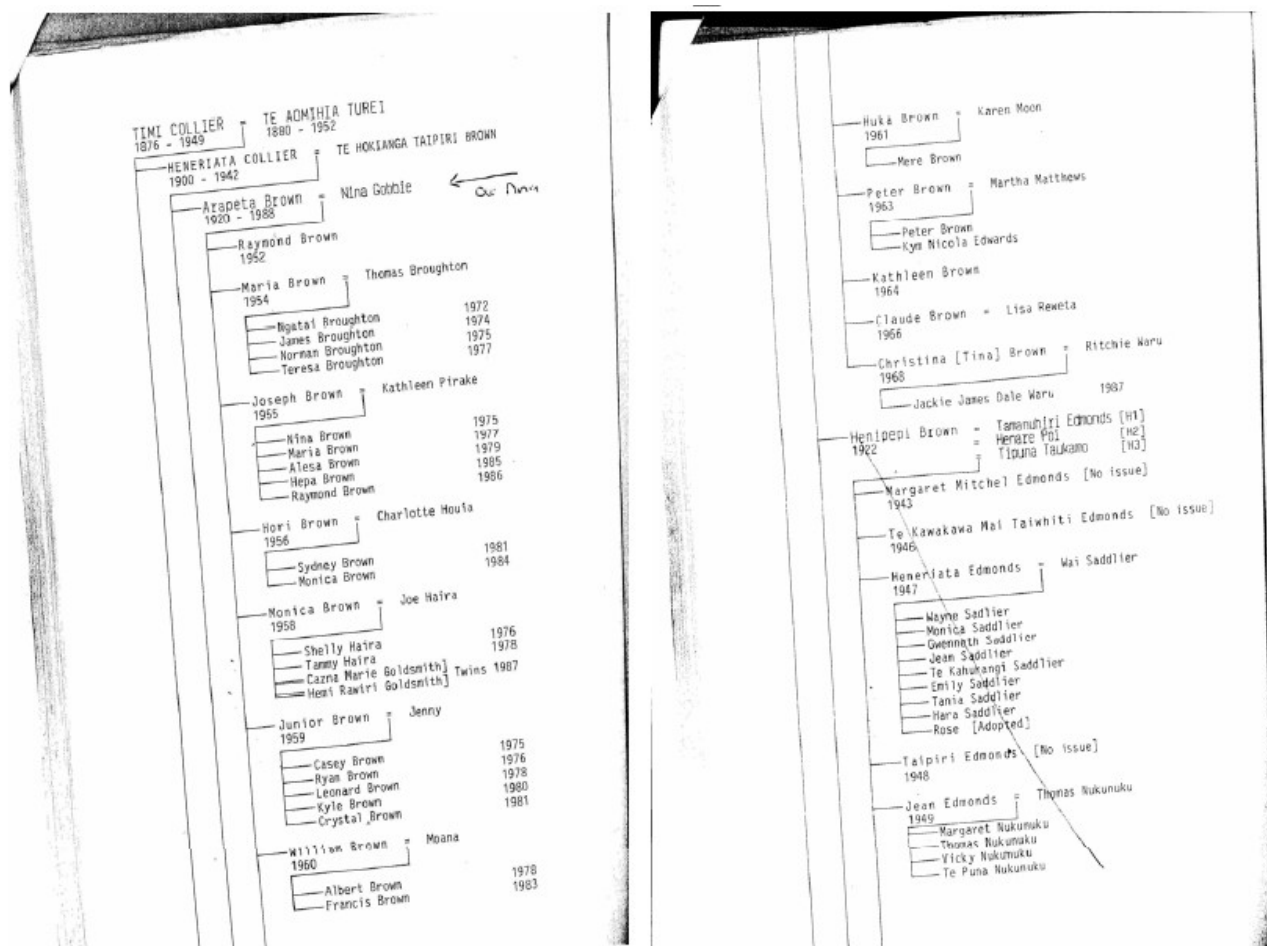 TIMI COLLIER = TE AOMIHIA TUREI
1876 - 1949 1880 - 1952
HENERIATA COLLIER = TE HOKIANGA TAIPIRI BROWN
1900 - 1942
Arapeta Brown = Nina Gobbie
1920 - 1988
Our
Raymond Brown
1952
Maria Brown = Thomas Broughton
1954
Ngatai Broughton 1972
James Broughton 1974
Norman Broughton 1975
Teresa Broughton 1977
Joseph Brown = Kathleen Pirake
1955
Nina Brown 1975
Maria Brown 1977
Alesa Brown 1979
Hepa Brown 1985
Raymond Brown 1986
Hori Brown = Charlotte Houia
1956
Sydney Brown 1981
Monica Brown 1984
Monica Brown = Joe Haira
1958
Shelly Haira 1976
Tammy Haira 1978
Cazna Marie Goldsmith]
Hemi Rawiri Goldsmith] Twins 1987
Junior Brown = Jenny
1959
Casey Brown 1975
Ryan Brown 1976
Leonard Brown 1978
Kyle Brown 1980
Crystal Brown 1981
William Brown = Moana
1960
Albert Brown 1978
Francis Brown 1983
Huka Brown = Karen Moon
1961
Mere Brown
Peter Brown = Martha Matthews
1963
Peter Brown
Kym Nicola Edwards
Kathleen Brown
1964
Claude Brown = Lisa Reweta
1966
Christina [Tina] Brown = Ritchie Waru
1968
Jackie James Dale Waru 1987
Henipepi Brown = Tamanuhiri Edmonds [H1]
1922 = Henare Poi [H2]
= Tipuna Taukamo [H3]
Margaret Mitchel Edmonds [No issue]
1943
Te Kawakawa Mai Taiwhiti Edmonds [No issue]
1946
Heneriata Edmonds = Wai Saddlier
1947
Wayne Sadlier
Monica Saddlier
Gwenneth Saddlier
Jean Saddlier
Te Kahukangi Saddlier
Emily Saddlier
Tania Saddlier
Hara Saddlier
Rose [Adopted]
Taipiri Edmonds [No issue]
1948
Jean Edmonds = Thomas Nukunuku
1949
Margaret Nukunuku
Thomas Nukunuku
Vicky Nukunuku
Te Puna Nukunuku